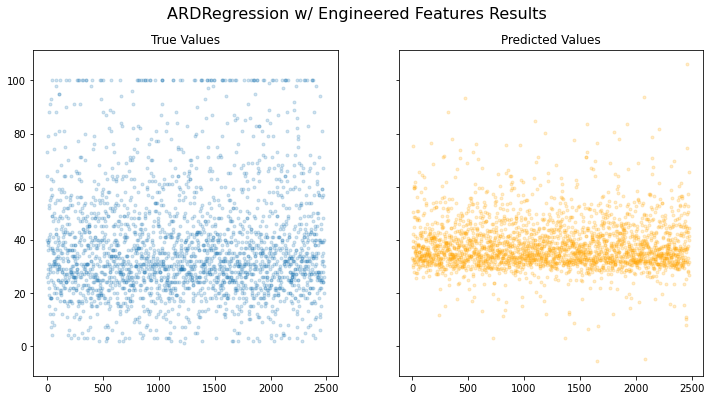 ARDRegression w/ Engineered Features Results
True Values
Predicted Values
100
80
60
40
20
0
0 500 1000 1500 2000 2500
0 500 1000 1500 2000 2500